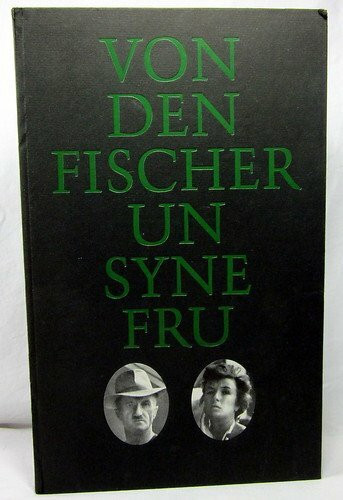 VON
DEN
FISCHER
UN
SYNE
FRU